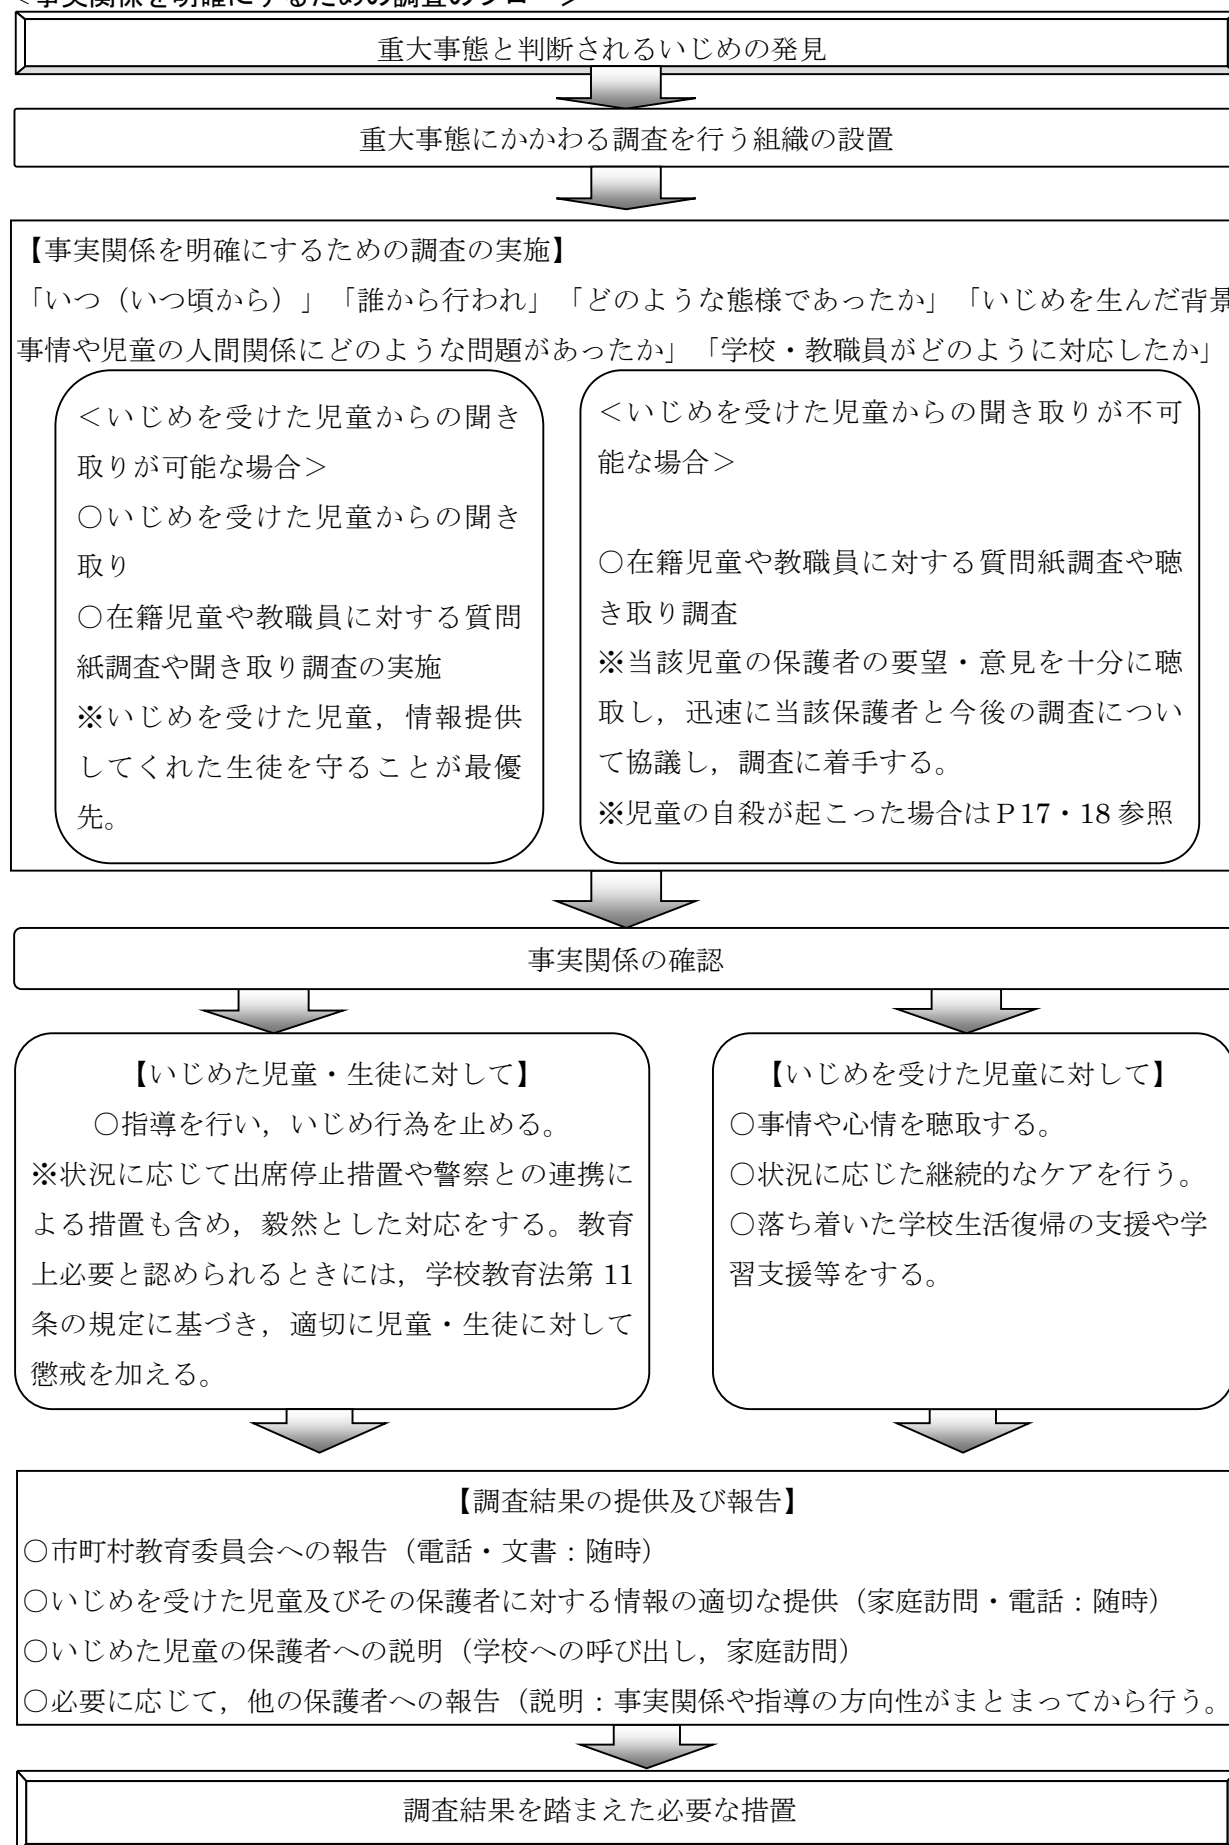 <事実関係を明確にするための調査のフロー>
重大事態と判断されるいじめの発見
重大事態にかかわる調査を行う組織の設置
【事実関係を明確にするための調査の実施】
「いつ（いつ頃から）」「誰から行われ」「どのような態様であったか」「いじめを生んだ背景
事情や児童の人間関係にどのような問題があったか」「学校・教職員がどのように対応したか」
＜いじめを受けた児童からの聞き
取りが可能な場合＞
○いじめを受けた児童からの聞き
取り
○在籍児童や教職員に対する質問
紙調査や聞き取り調査の実施
※いじめを受けた児童，情報提供
してくれた生徒を守ることが最優
先。
＜いじめを受けた児童からの聞き取りが不可
能な場合＞
○在籍児童や教職員に対する質問紙調査や聴
き取り調査
※当該児童の保護者の要望・意見を十分に聴
取し，迅速に当該保護者と今後の調査につい
て協議し，調査に着手する。
※児童の自殺が起こった場合はＰ17・18 参照
事実関係の確認
【いじめた児童・生徒に対して】
○指導を行い，いじめ行為を止める。
※状況に応じて出席停止措置や警察との連携に
よる措置も含め，毅然とした対応をする。教育
上必要と認められるときには，学校教育法第 11
条の規定に基づき，適切に児童・生徒に対して
懲戒を加える。
【いじめを受けた児童に対して】
○事情や心情を聴取する。
○状況に応じた継続的なケアを行う。
○落ち着いた学校生活復帰の支援や学
習支援等をする。
【調査結果の提供及び報告】
○市町村教育委員会への報告（電話・文書：随時）
○いじめを受けた児童及びその保護者に対する情報の適切な提供（家庭訪問・電話：随時）
○いじめた児童の保護者への説明（学校への呼び出し，家庭訪問）
○必要に応じて，他の保護者への報告（説明：事実関係や指導の方向性がまとまってから行う。
調査結果を踏まえた必要な措置